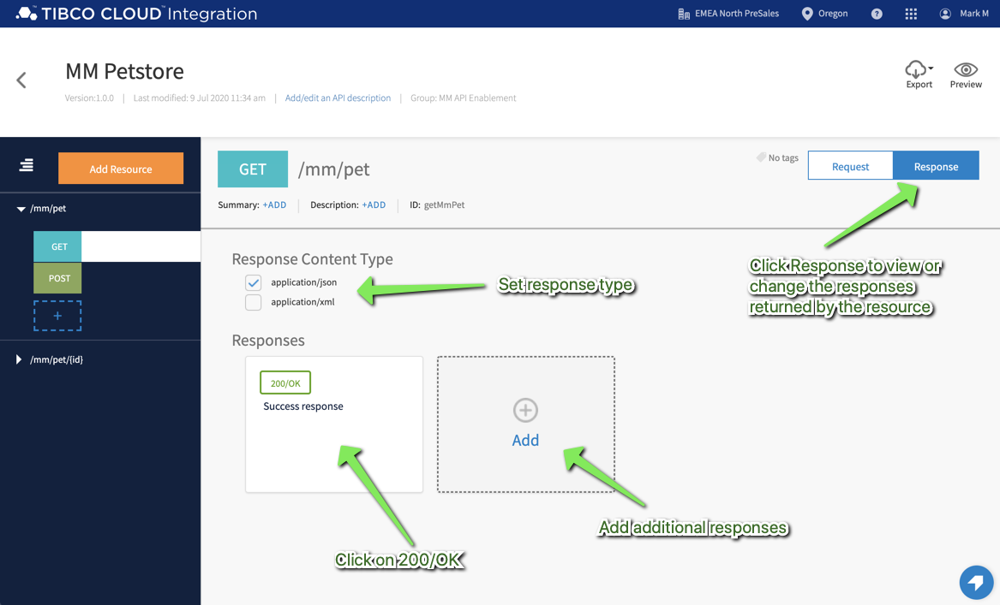 TIBCO CLOUD™ Integration
EMEA North PreSales
Oregon
?
Mark M
MM Petstore
Version:1.0.0 | Last modified: 9 Jul 2020 11:34 am | Add/edit an API description | Group: MM API Enablement
Export
Preview
Add Resource
/mm/pet
GET
POST
+
/mm/pet/{id}
GET /mm/pet
No tags
Request
Response
Summary: +ADD | Description: +ADD | ID: getMmPet
Click Response to view or
change the responses
returned by the resource
Response Content Type
application/json
application/xml
Set response type
Responses
200/OK
Success response
Add
Add additional responses
Click on 200/OK